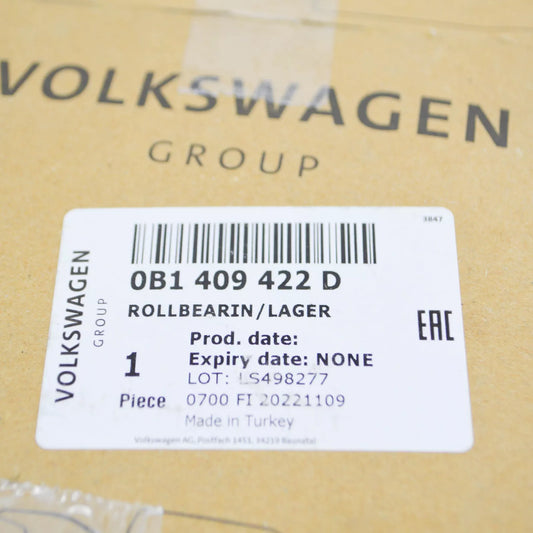 VOLKSWAGEN
GROUP
3847
0B1 409 422 D
ROLLBEARIN/LAGER
VOLKSWAGEN
GROUP
EAC
Prod. date:
1
Expiry date: NONE
LOT: LS498277
Piece
0700 FI 20221109
Made in Turkey
Volkswagen AG, Postfach 1453, 34219 Baunatal